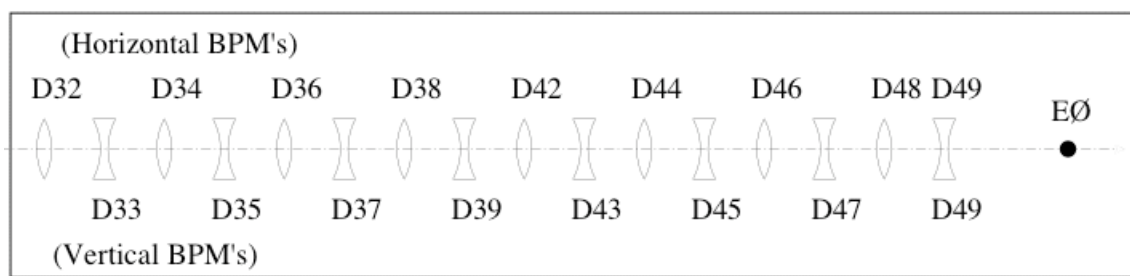 (Horizontal BPM's)
D32 D34 D36 D38 D42 D44 D46 D48 D49
EØ
D33 D35 D37 D39 D43 D45 D47 D49
(Vertical BPM's)